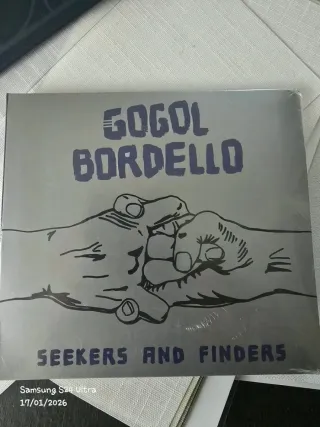 GOGOL
BORDELLO
SEEKERS AND FINDERS
Samsung S24 Ultra
17/01/2026